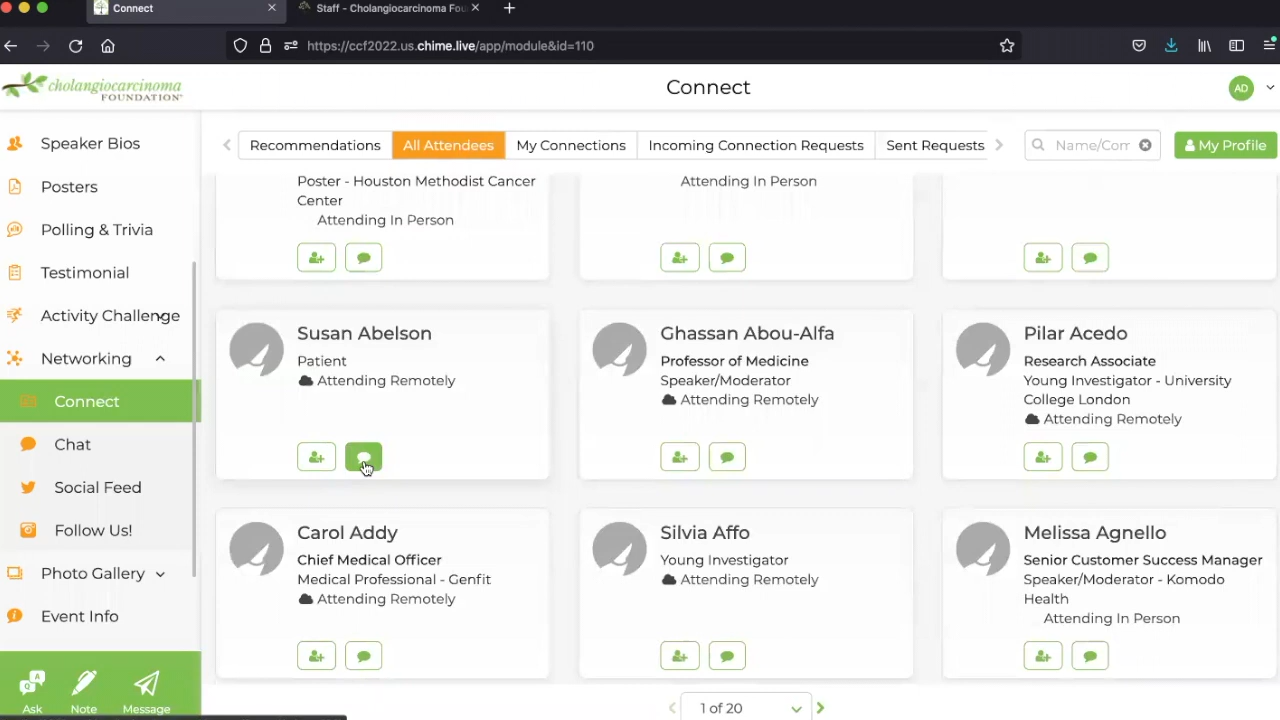 Connect
Staff - Cholangiocarcinoma Fou
https://ccf2022.us.chime.live/app/module&id=110
cholangiocarcinoma
FOUNDATION
Connect
AD
Speaker Bios
Posters
Polling & Trivia
Testimonial
Activity Challenge
Networking
Connect
Chat
Social Feed
Follow Us!
Photo Gallery
Event Info
Ask
Note
Message
Recommendations
All Attendees
My Connections
Incoming Connection Requests
Sent Requests
Name/Com
My Profile
Poster - Houston Methodist Cancer
Center
Attending In Person
Attending In Person
Susan Abelson
Patient
Attending Remotely
Ghassan Abou-Alfa
Professor of Medicine
Speaker/Moderator
Attending Remotely
Pilar Acedo
Research Associate
Young Investigator - University
College London
Attending Remotely
Carol Addy
Chief Medical Officer
Medical Professional - Genfit
Attending Remotely
Silvia Affo
Young Investigator
Attending Remotely
Melissa Agnello
Senior Customer Success Manager
Speaker/Moderator - Komodo
Health
Attending In Person
1 of 20